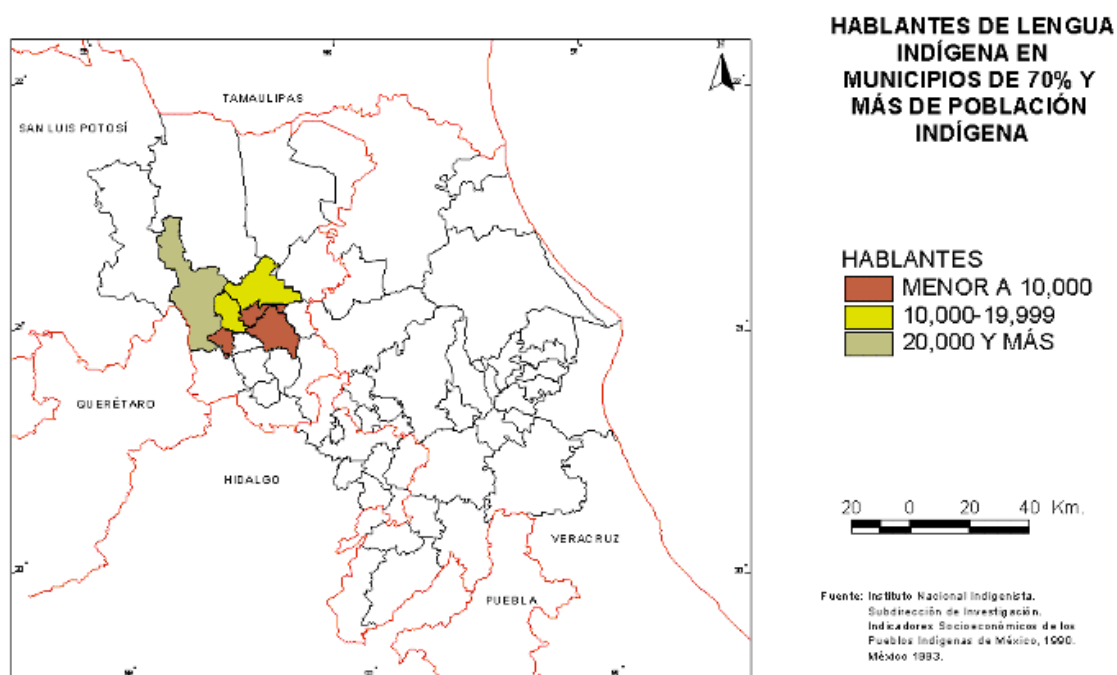 HABLANTES DE LENGUA
INDÍGENA EN
MUNICIPIOS DE 70% Y
MÁS DE POBLACIÓN
INDÍGENA
TAMAULIPAS
SAN LUIS POTOSÍ
QUERÉTARO
HIDALGO
VERACRUZ
PUEBLA
HABLANTES
MENOR A 10,000
10,000-19,999
20,000 Y MÁS
20 0 20 40 Km.
Fuente: Instituto Nacional Indigenista.
Subdirección de Investigación.
Indicadores Socioeconómicos de los
Pueblos Indígenas de México, 1990.
México 1993.